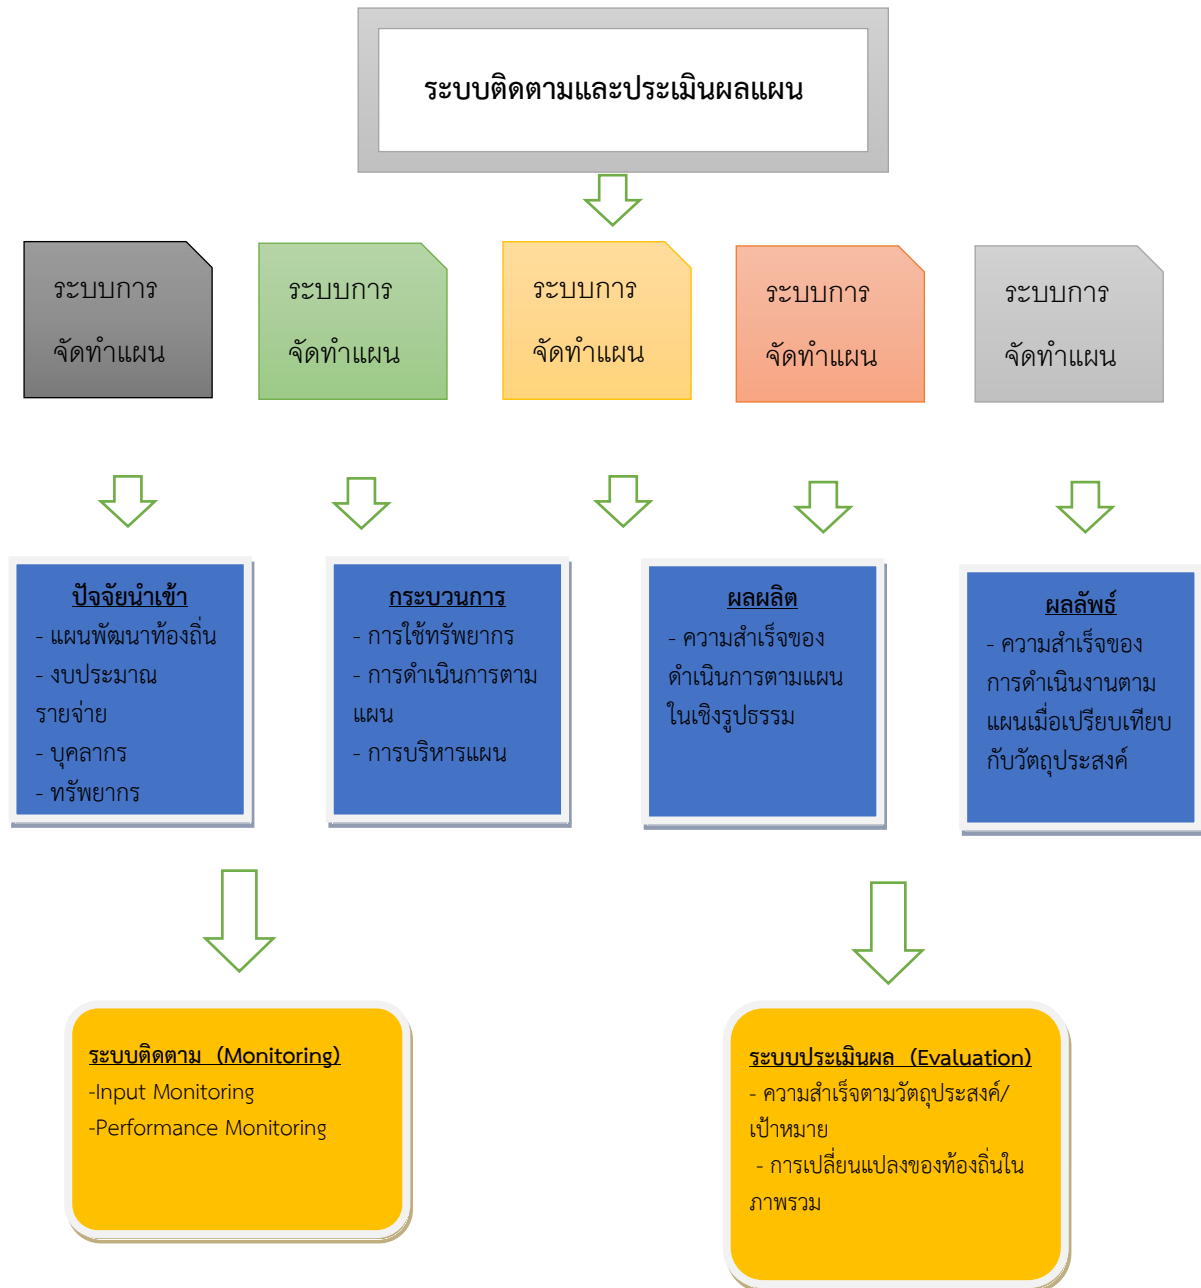 ระบบติดตามและประเมินผลแผน
ระบบการ
จัดทำแผน
ระบบการ
จัดทำแผน
ระบบการ
จัดทำแผน
ระบบการ
จัดทำแผน
ระบบการ
จัดทำแผน
ปัจจัยนำเข้า
- แผนพัฒนาท้องถิ่น
- งบประมาณ
รายจ่าย
- บุคลากร
- ทรัพยากร
กระบวนการ
- การใช้ทรัพยากร
- การดำเนินการตาม
แผน
- การบริหารแผน
ผลผลิต
- ความสำเร็จของ
ดำเนินการตามแผน
ในเชิงรูปธรรม
ผลลัพธ์
- ความสำเร็จของ
การดำเนินงานตาม
แผนเมื่อเปรียบเทียบ
กับวัตถุประสงค์
ระบบติดตาม (Monitoring)
-Input Monitoring
-Performance Monitoring
ระบบประเมินผล (Evaluation)
- ความสำเร็จตามวัตถุประสงค์/
เป้าหมาย
- การเปลี่ยนแปลงของท้องถิ่นใน
ภาพรวม